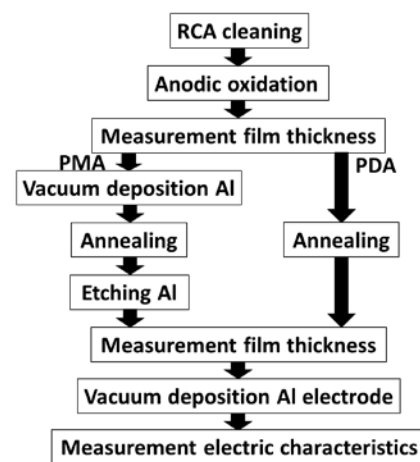 RCA cleaning
Anodic oxidation
Measurement film thickness
PMA
PDA
Vacuum deposition Al
Annealing
Annealing
Etching Al
Measurement film thickness
Vacuum deposition Al electrode
Measurement electric characteristics